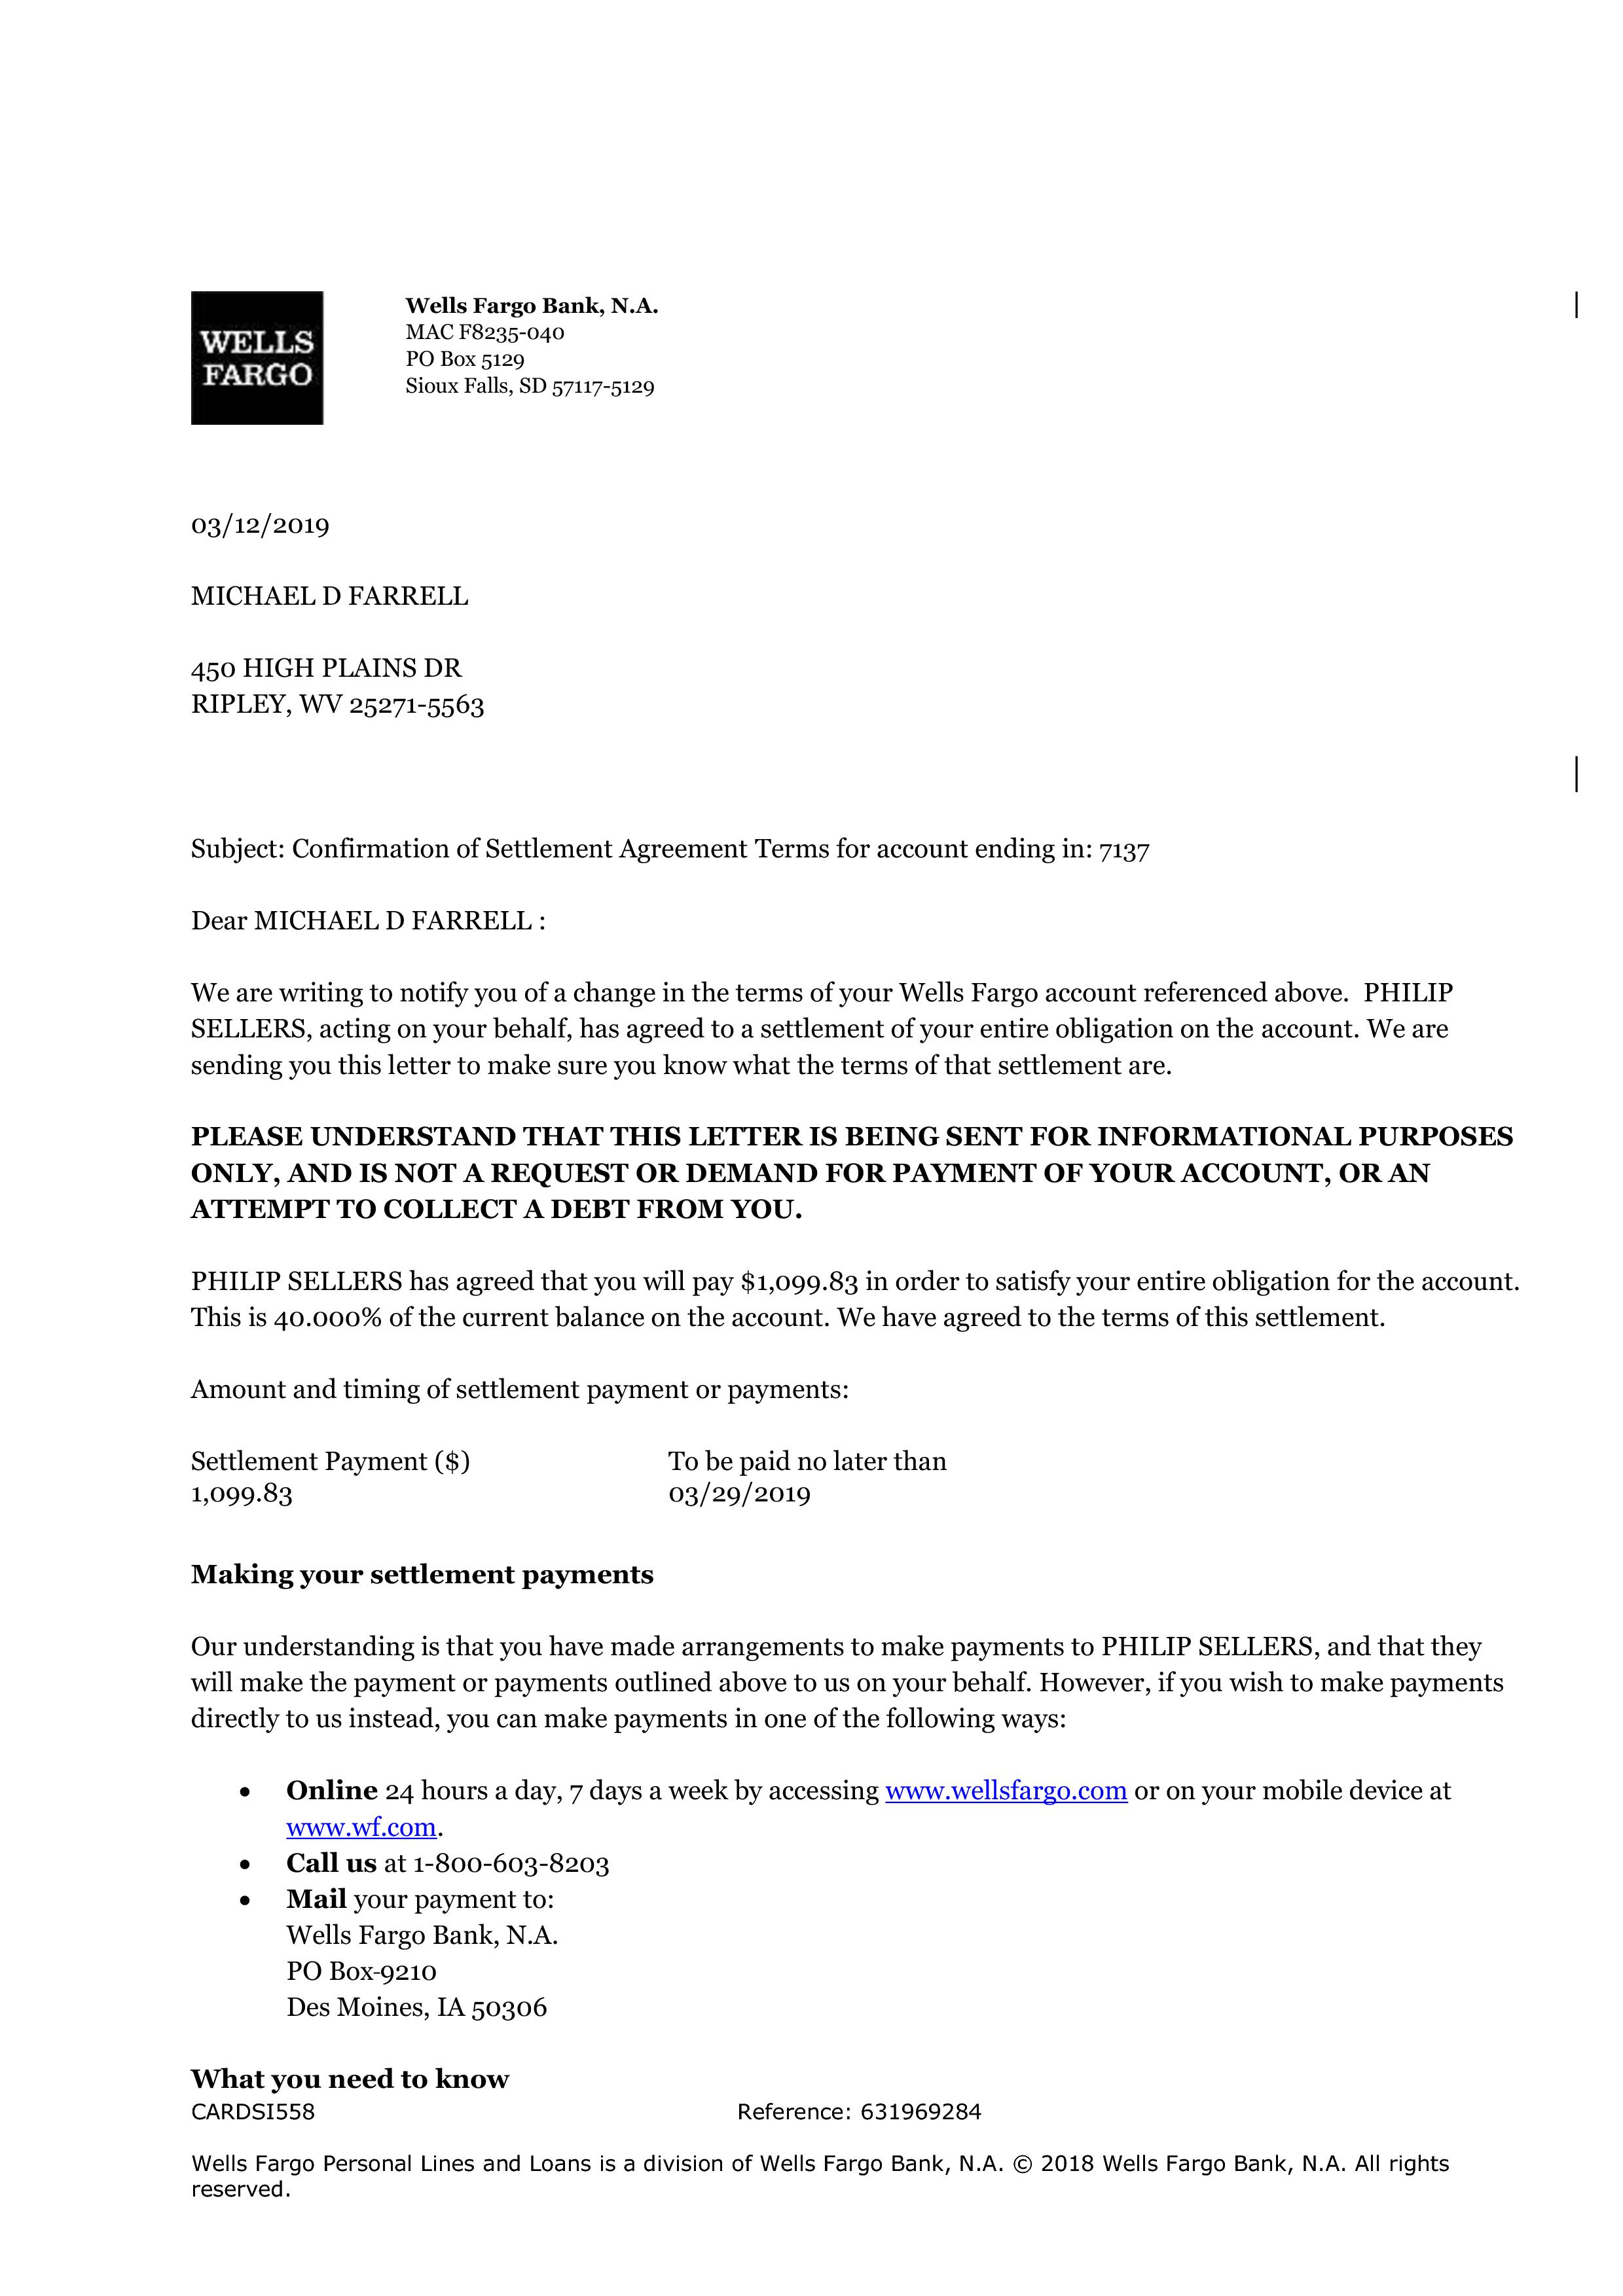 WELLS
FARGO
Wells Fargo Bank, N.A.
MAC F8235-040
PO Box 5129
Sioux Falls, SD 57117-5129
03/12/2019
MICHAEL D FARRELL
450 HIGH PLAINS DR
RIPLEY, WV 25271-5563
Subject: Confirmation of Settlement Agreement Terms for account ending in: 7137
Dear MICHAEL D FARRELL :
We are writing to notify you of a change in the terms of your Wells Fargo account referenced above.  PHILIP
SELLERS, acting on your behalf, has agreed to a settlement of your entire obligation on the account. We are
sending you this letter to make sure you know what the terms of that settlement are.
PLEASE UNDERSTAND THAT THIS LETTER IS BEING SENT FOR INFORMATIONAL PURPOSES
ONLY, AND IS NOT A REQUEST OR DEMAND FOR PAYMENT OF YOUR ACCOUNT, OR AN
ATTEMPT TO COLLECT A DEBT FROM YOU.
PHILIP SELLERS has agreed that you will pay $1,099.83 in order to satisfy your entire obligation for the account.
This is 40.000% of the current balance on the account. We have agreed to the terms of this settlement.
Amount and timing of settlement payment or payments:
Settlement Payment ($) To be paid no later than
1,099.83 03/29/2019
Making your settlement payments
Our understanding is that you have made arrangements to make payments to PHILIP SELLERS, and that they
will make the payment or payments outlined above to us on your behalf. However, if you wish to make payments
directly to us instead, you can make payments in one of the following ways:
• Online 24 hours a day, 7 days a week by accessing www.wellsfargo.com or on your mobile device at
www.wf.com.
• Call us at 1-800-603-8203
• Mail your payment to:
Wells Fargo Bank, N.A.
PO Box-9210
Des Moines, IA 50306
What you need to know
CARDSI558 Reference: 631969284
Wells Fargo Personal Lines and Loans is a division of Wells Fargo Bank, N.A. © 2018 Wells Fargo Bank, N.A. All rights
reserved.